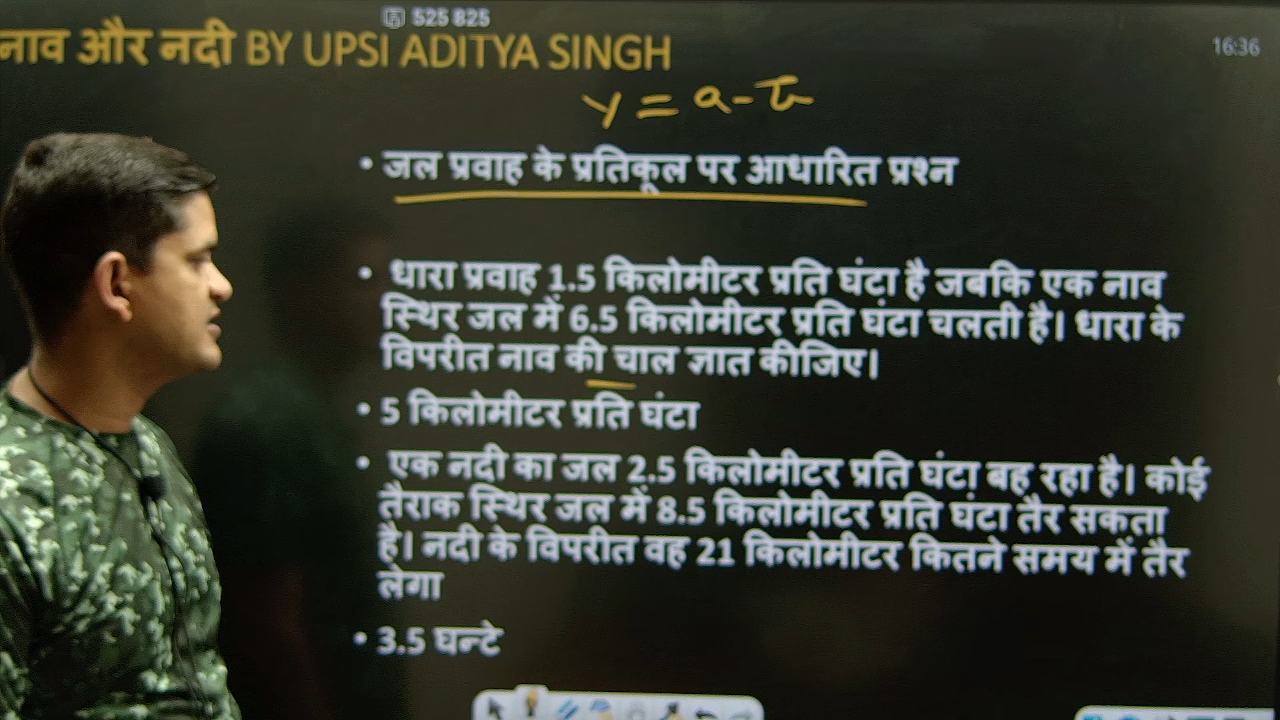 525 825
16:36
नाव और नदी BY UPSI ADITYA SINGH
• जल प्रवाह के प्रतिकूल पर आधारित प्रश्न
• धारा प्रवाह 1.5 किलोमीटर प्रति घंटा है जबकि एक नाव
स्थिर जल में 6.5 किलोमीटर प्रति घंटा चलती है। धारा के
विपरीत नाव की चाल ज्ञात कीजिए।
• 5 किलोमीटर प्रति घंटा
• एक नदी का जल 2.5 किलोमीटर प्रति घंटा बह रहा है। कोई
तैराक स्थिर जल में 8.5 किलोमीटर प्रति घंटा तैर सकता
है। नदी के विपरीत वह 21 किलोमीटर कितने समय में तैर
लेगा
• 3.5 घन्टे